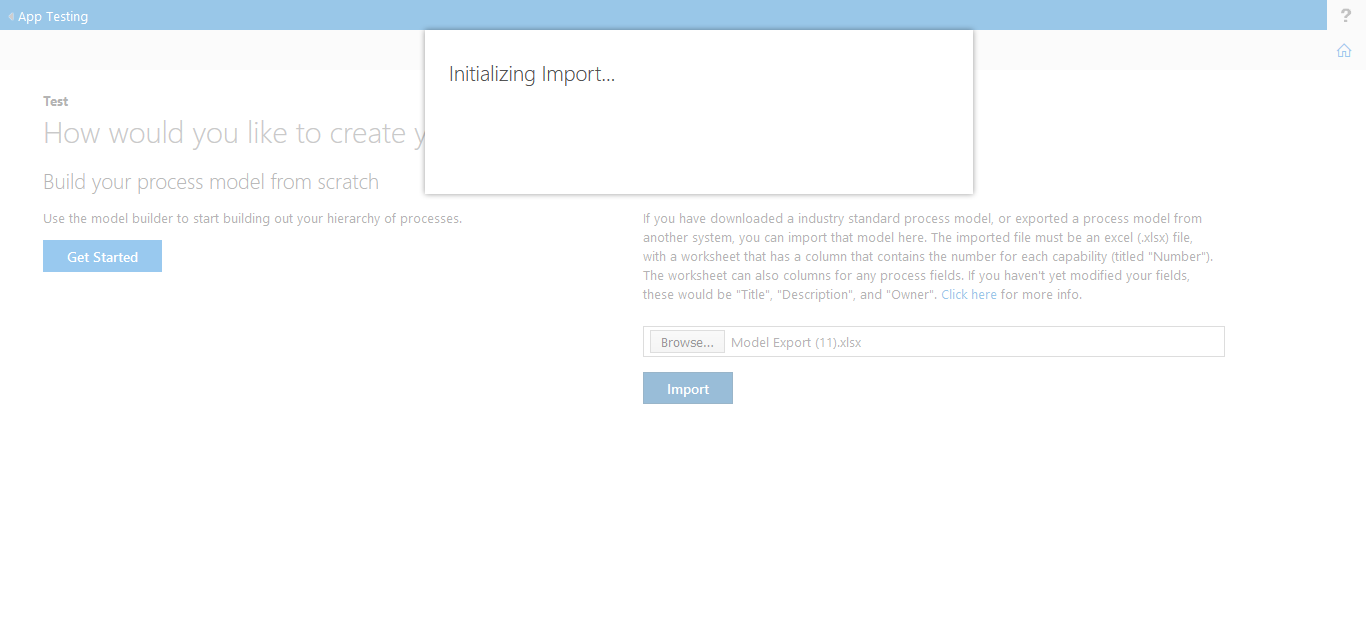 App Testing
?
Initializing Import...
Test
How would you like to create
Build your process model from scratch
Use the model builder to start building out your hierarchy of processes.
Get Started
If you have downloaded a industry standard process model, or exported a process model from
another system, you can import that model here. The imported file must be an excel (.xlsx) file,
with a worksheet that has a column that contains the number for each capability (titled "Number").
The worksheet can also columns for any process fields. If you haven't yet modified your fields,
these would be "Title", "Description", and "Owner". Click here for more info.
Browse... Model Export (11).xlsx
Import